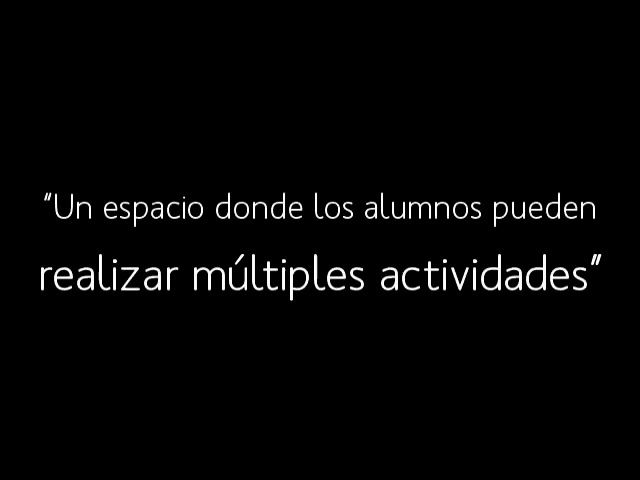 “Un espacio donde los alumnos pueden
realizar múltiples actividades”